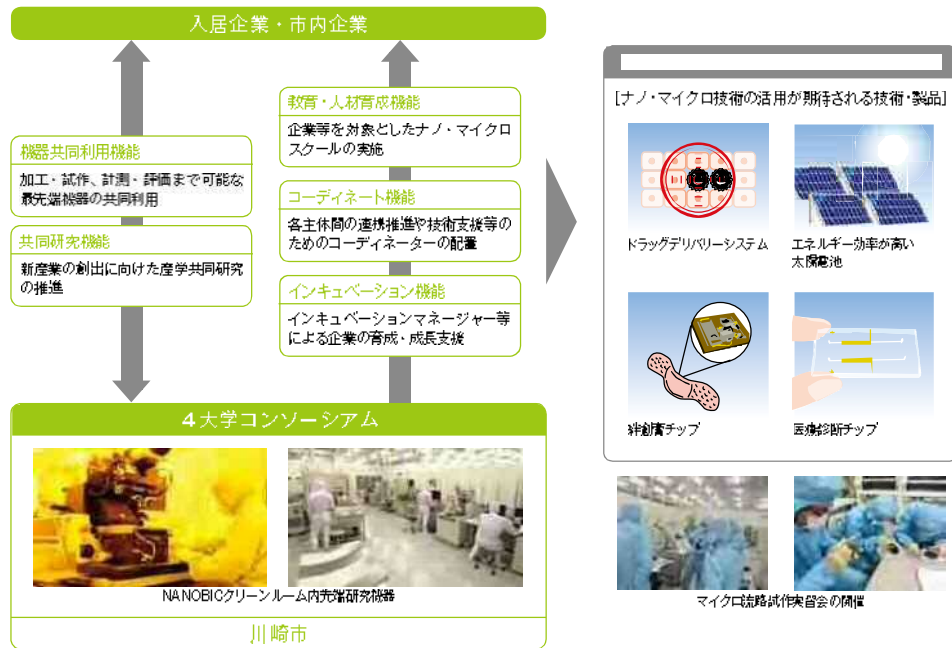 入居企業・市内企業
機器共同利用機能
加工・試作、計測・評価まで可能な
最先端機器の共同利用
共同研究機能
新産業の創出に向けた産学共同研究
の推進
教育・人材育成機能
企業等を対象としたナノ・マイクロ
スクールの実施
コーディネート機能
各主体間の連携推進や技術支援等の
ためのコーディネーターの配置
インキュベーション機能
インキュベーションマネージャー等
による企業の育成・成長支援
4大学コンソーシアム
NANOBICクリーンルーム内先端研究機器
川崎市
[ナノ・マイクロ技術の活用が期待される技術・製品]
ドラッグデリバリーシステム
エネルギー効率が高い
太陽電池
絆創膏チップ
医療診断チップ
マイクロ流路試作実習会の開催